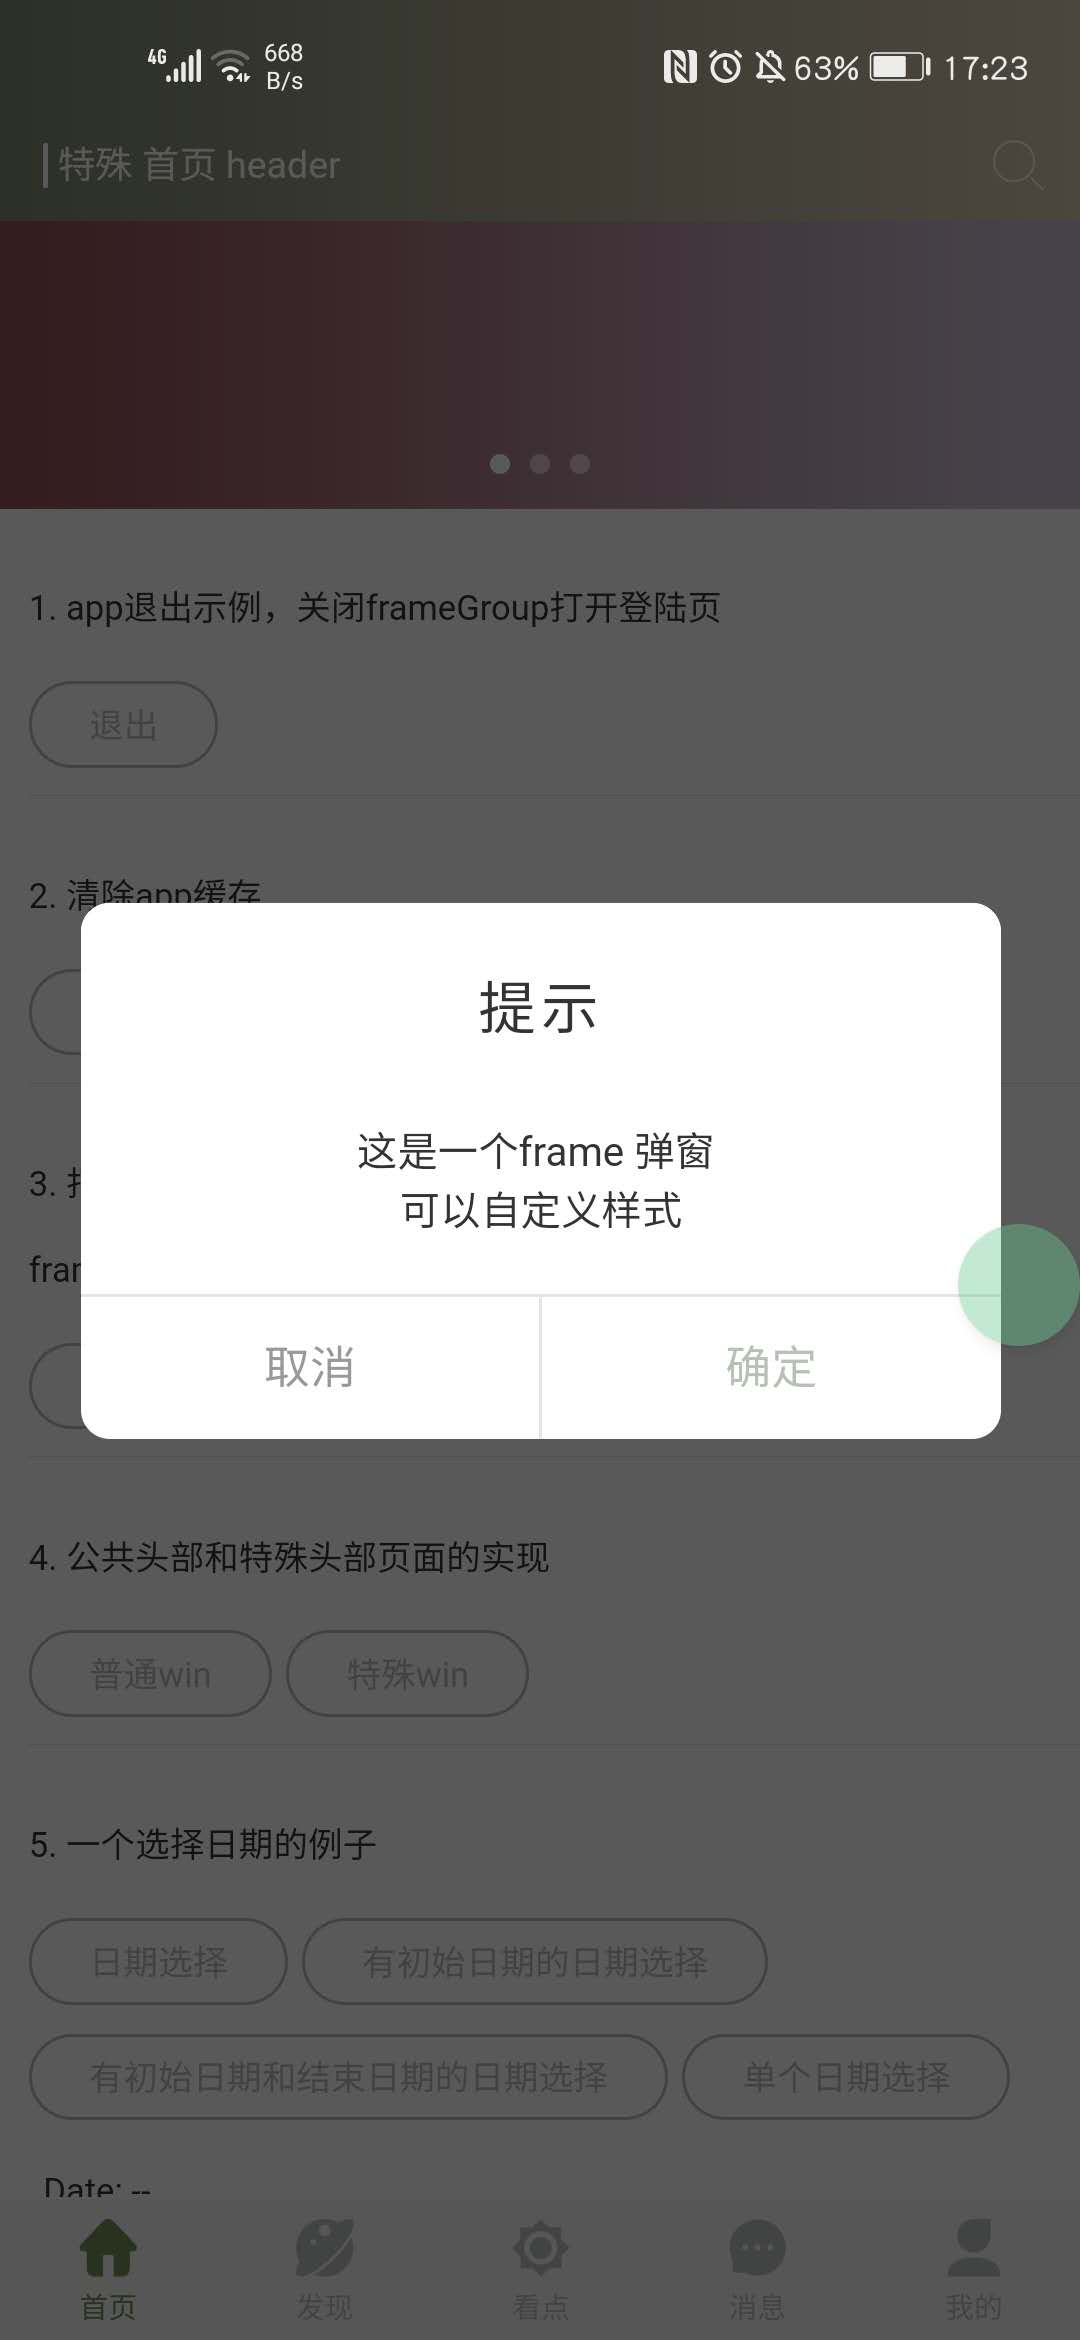 4G 668 B/s 63% 17:23
特殊 首页 header
1. app退出示例，关闭frameGroup打开登陆页
退出
2. 清除app缓存
提示
这是一个frame 弹窗
可以自定义样式
3.
取消 确定
4. 公共头部和特殊头部页面的实现
普通win 特殊win
5. 一个选择日期的例子
日期选择 有初始日期的日期选择
有初始日期和结束日期的日期选择 单个日期选择
Date: --
首页 发现 看点 消息 我的